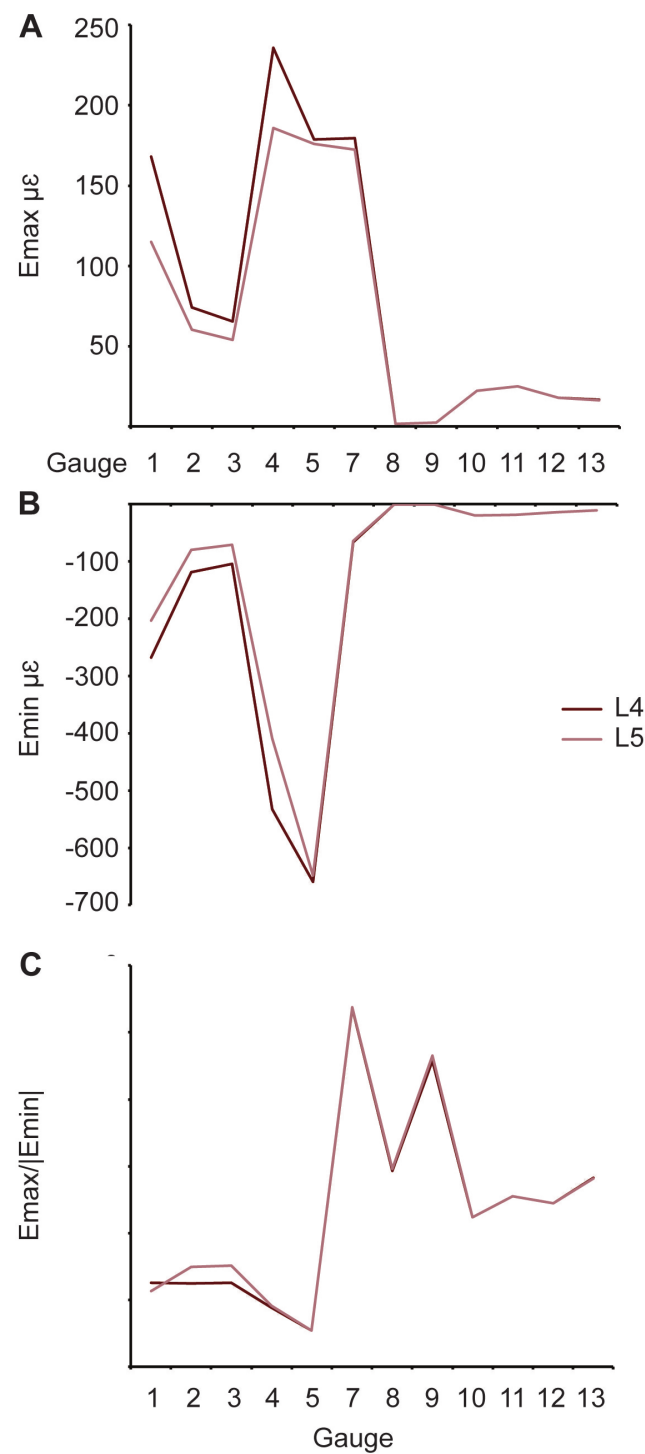 A
250
200
150
100
50
Emax με
Gauge 1 2 3 4 5 7 8 9 10 11 12 13
B
-100
-200
-300
-400
-500
-600
-700
Emin με
L4
L5
C
Emax/|Emin|
1 2 3 4 5 7 8 9 10 11 12 13
Gauge